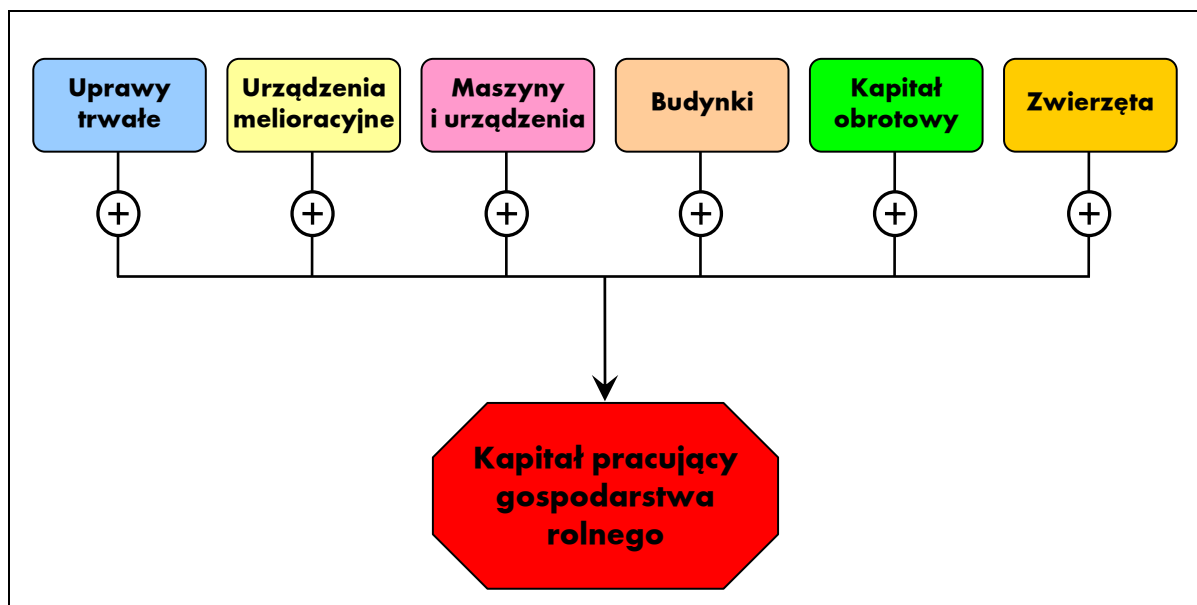 Uprawy
trwałe
Urządzenia
melioracyjne
Maszyny
i urządzenia
Budynki
Kapitał
obrotowy
Zwierzęta
+ + + + + +
Kapitał pracujący
gospodarstwa
rolnego